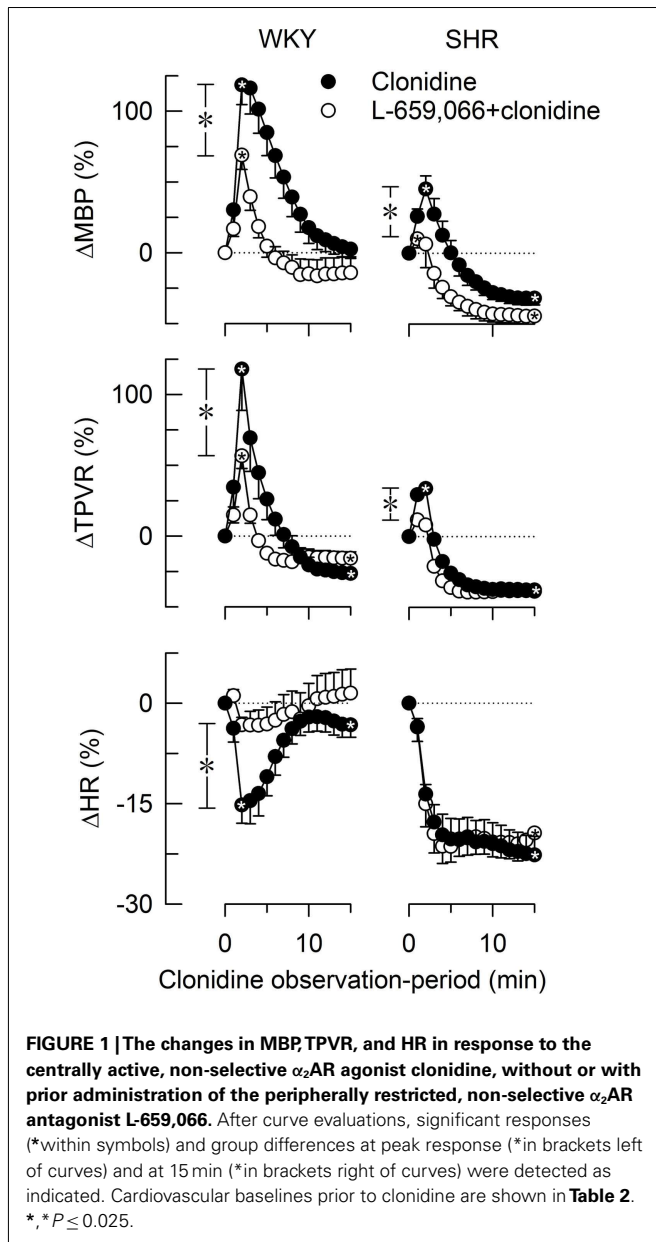 WKY SHR
Clonidine
L-659,066+clonidine
ΔMBP (%)
100
0
*
*
ΔTPVR (%)
100
0
*
*
ΔHR (%)
0
-15
-30
*
0 10 0 10
Clonidine observation-period (min)
FIGURE 1 | The changes in MBP, TPVR, and HR in response to the
centrally active, non-selective α₂AR agonist clonidine, without or with
prior administration of the peripherally restricted, non-selective α₂AR
antagonist L-659,066. After curve evaluations, significant responses
(*within symbols) and group differences at peak response (*in brackets left
of curves) and at 15 min (*in brackets right of curves) were detected as
indicated. Cardiovascular baselines prior to clonidine are shown in Table 2.
*,*P ≤ 0.025.